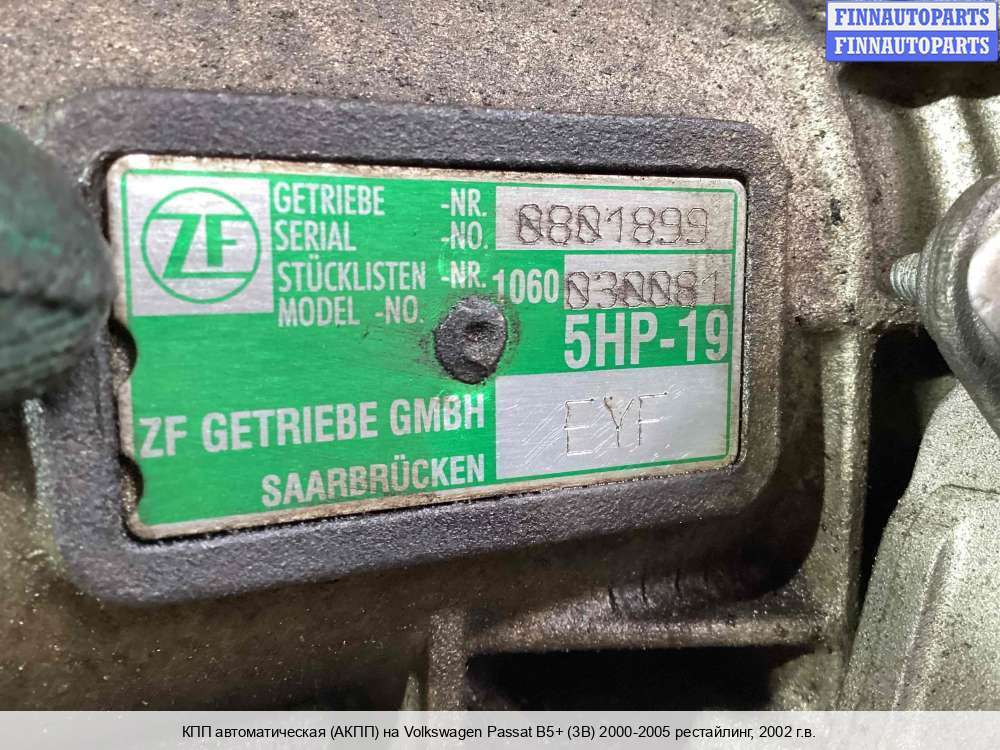 FINNAUTOPARTS
FINNAUTOPARTS
ZF
GETRIEBE -NR.
SERIAL -NO. 0801899
STÜCKLISTEN -NR. 1060 030081
MODEL -NO.
5HP-19
ZF GETRIEBE GMBH EYF
SAARBRÜCKEN
КПП автоматическая (АКПП) на Volkswagen Passat B5+ (3B) 2000-2005 рестайлинг, 2002 г.в.